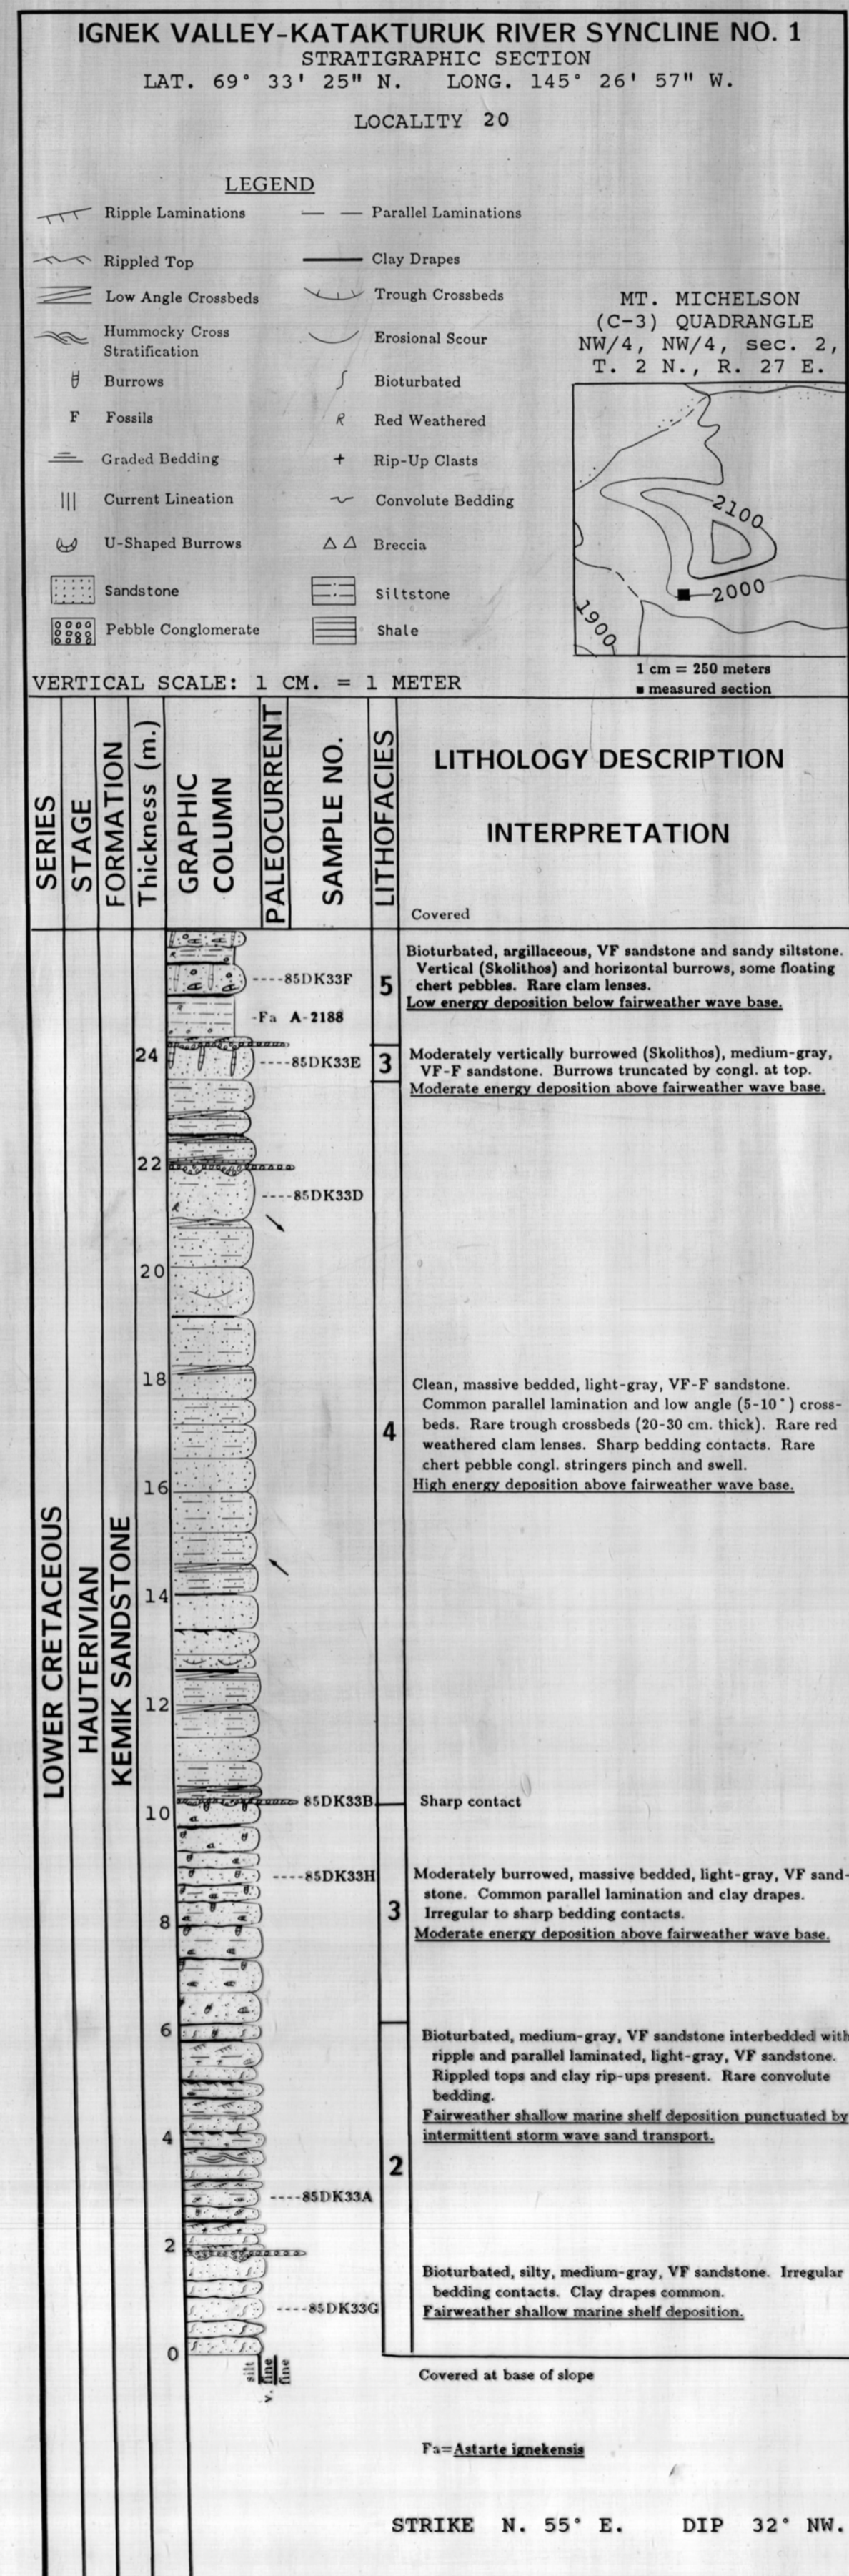 IGNEK VALLEY-KATAKTURUK RIVER SYNCLINE NO. 1
STRATIGRAPHIC SECTION
LAT. 69° 33' 25" N. LONG. 145° 26' 57" W.
LOCALITY 20
LEGEND
Ripple Laminations
Parallel Laminations
Rippled Top
Clay Drapes
Low Angle Crossbeds
Trough Crossbeds
Hummocky Cross
Stratification
Erosional Scour
Burrows
Bioturbated
F Fossils
R Red Weathered
Graded Bedding
+ Rip-Up Clasts
Current Lineation
Convolute Bedding
U-Shaped Burrows
Breccia
Sandstone
Siltstone
Pebble Conglomerate
Shale
MT. MICHELSON
(C-3) QUADRANGLE
NW/4, NW/4, sec. 2,
T. 2 N., R. 27 E.
2100
2000
1900
1 cm = 250 meters
■ measured section
VERTICAL SCALE: 1 CM. = 1 METER
SERIES
STAGE
FORMATION
Thickness (m.)
GRAPHIC
COLUMN
PALEOCURRENT
SAMPLE NO.
LITHOFACIES
LITHOLOGY DESCRIPTION
INTERPRETATION
Covered
Bioturbated, argillaceous, VF sandstone and sandy siltstone.
Vertical (Skolithos) and horizontal burrows, some floating
chert pebbles. Rare clam lenses.
Low energy deposition below fairweather wave base.
5
----85DK33F
-Fa A-2188
24
----85DK33E
3
Moderately vertically burrowed (Skolithos), medium-gray,
VF-F sandstone. Burrows truncated by congl. at top.
Moderate energy deposition above fairweather wave base.
22
----85DK33D
20
18
4
Clean, massive bedded, light-gray, VF-F sandstone.
Common parallel lamination and low angle (5-10°) cross-
beds. Rare trough crossbeds (20-30 cm. thick). Rare red
weathered clam lenses. Sharp bedding contacts. Rare
chert pebble congl. stringers pinch and swell.
High energy deposition above fairweather wave base.
16
14
12
LOWER CRETACEOUS
HAUTERIVIAN
KEMIK SANDSTONE
10
85DK33B
Sharp contact
----85DK33H
3
Moderately burrowed, massive bedded, light-gray, VF sand-
stone. Common parallel lamination and clay drapes.
Irregular to sharp bedding contacts.
Moderate energy deposition above fairweather wave base.
8
6
Bioturbated, medium-gray, VF sandstone interbedded with
ripple and parallel laminated, light-gray, VF sandstone.
Rippled tops and clay rip-ups present. Rare convolute
bedding.
Fairweather shallow marine shelf deposition punctuated by
intermittent storm wave sand transport.
4
2
----85DK33A
2
Bioturbated, silty, medium-gray, VF sandstone. Irregular
bedding contacts. Clay drapes common.
Fairweather shallow marine shelf deposition.
----85DK33G
0
silt
v. fine
fine
Covered at base of slope
Fa=Astarte ignekensis
STRIKE N. 55° E. DIP 32° NW.